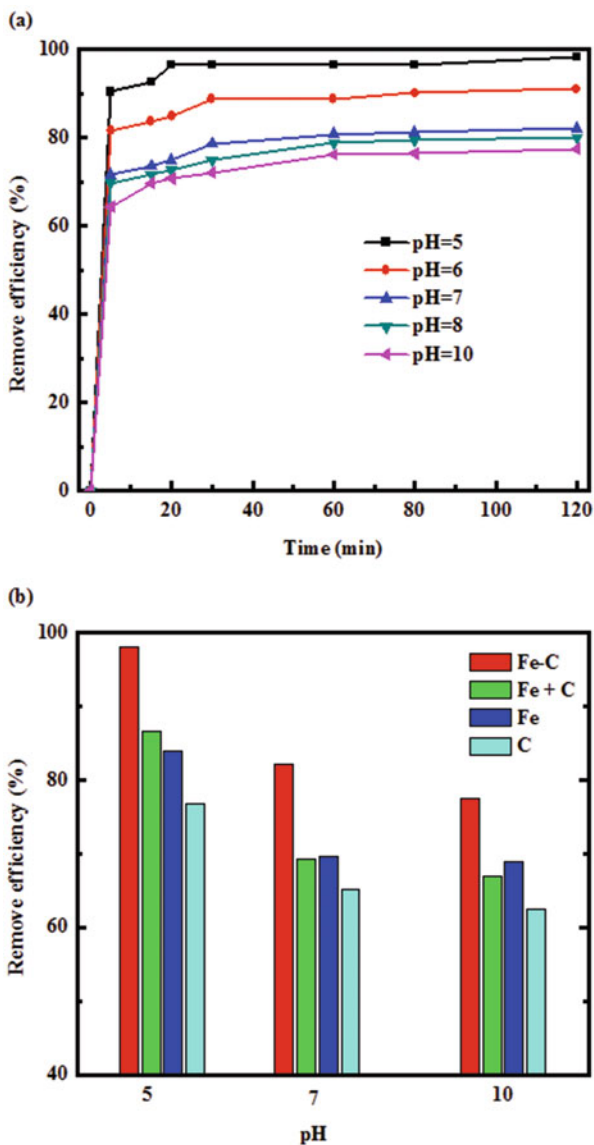 (a)
100
80
60
40
20
0
Remove efficiency (%)
pH=5
pH=6
pH=7
pH=8
pH=10
0 20 40 60 80 100 120
Time (min)
(b)
100
80
60
40
Remove efficiency (%)
Fe-C
Fe + C
Fe
C
5 7 10
pH